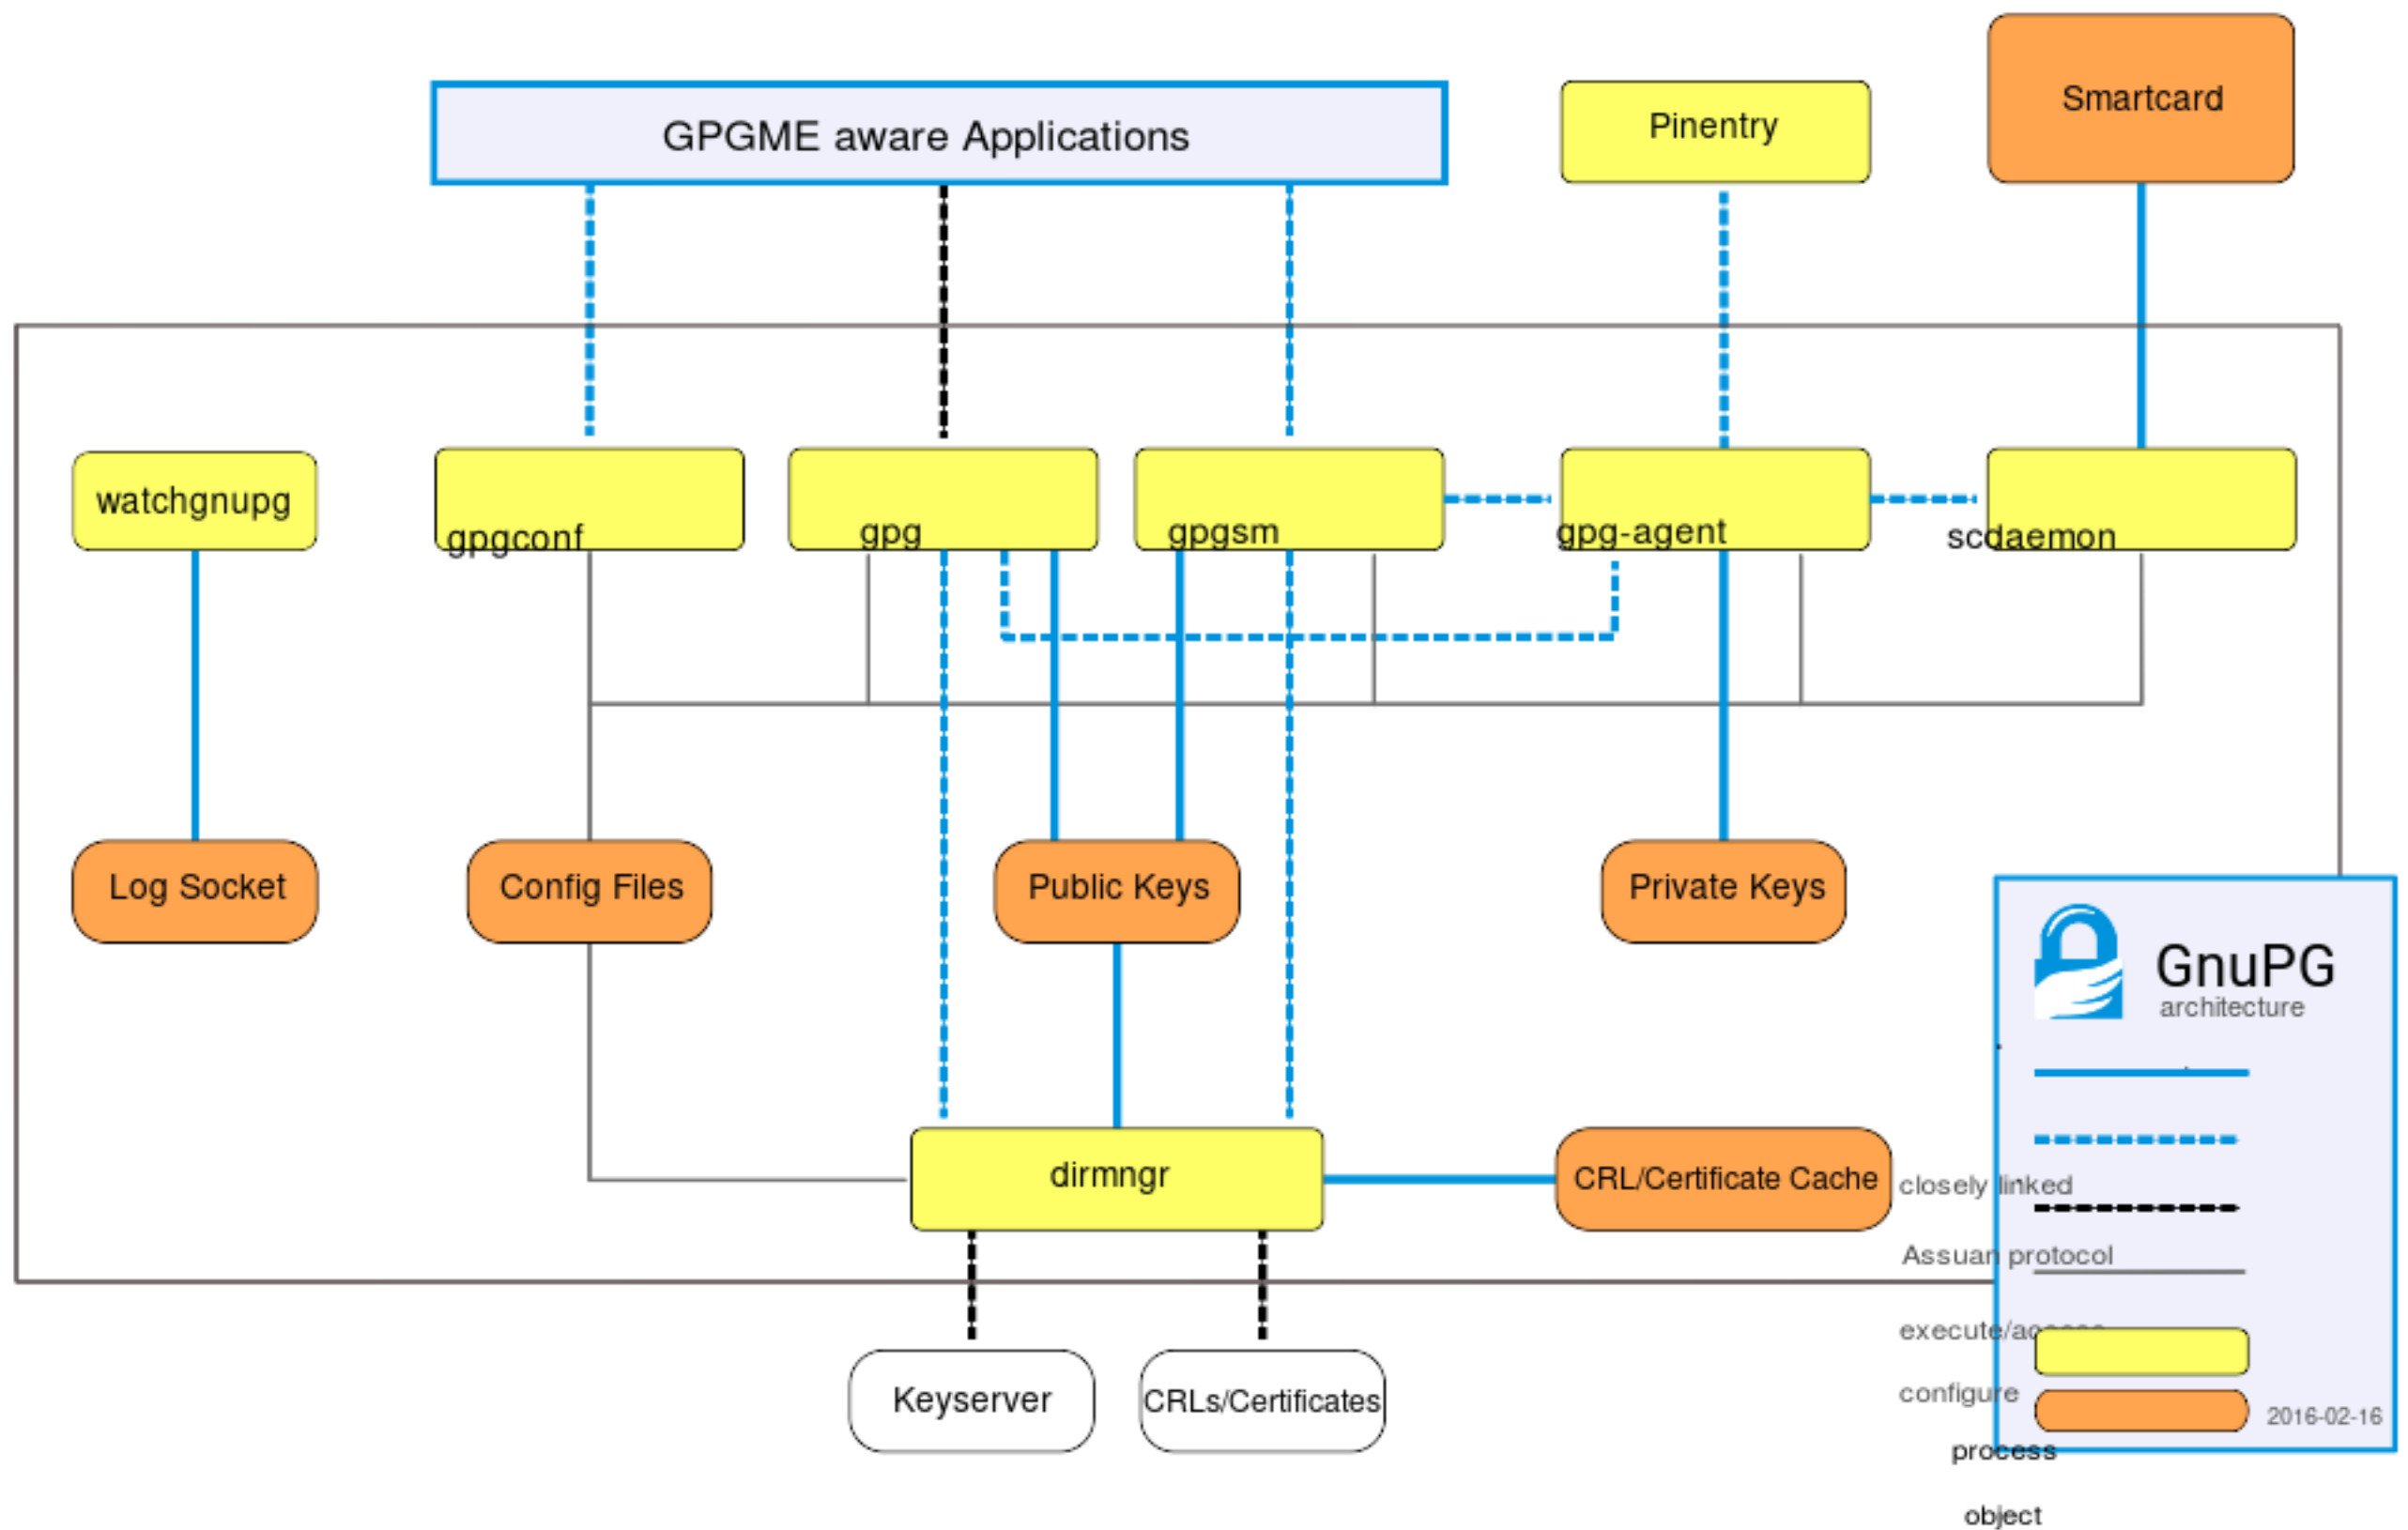 Smartcard
GPGME aware Applications
Pinentry
watchgnupg
gpgconf
gpg
gpgsm
gpg-agent
scdaemon
Log Socket
Config Files
Public Keys
Private Keys
GnuPG
architecture
dirmngr
CRL/Certificate Cache
closely linked
Assuan protocol
execute/access
configure
2016-02-16
Keyserver
CRLs/Certificates
process
object